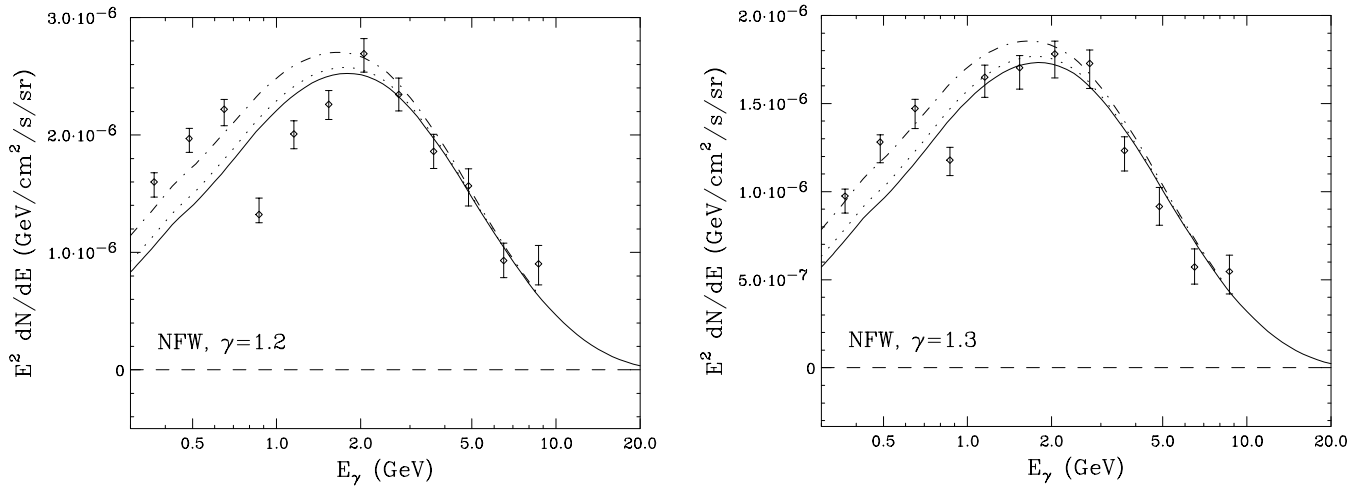 3.0·10⁻⁶
2.0·10⁻⁶
1.0·10⁻⁶
0
E² dN/dE (GeV/cm²/s/sr)
NFW, γ=1.2
0.5 1.0 2.0 5.0 10.0 20.0
E_γ (GeV)
2.0·10⁻⁶
1.5·10⁻⁶
1.0·10⁻⁶
5.0·10⁻⁷
0
E² dN/dE (GeV/cm²/s/sr)
NFW, γ=1.3
0.5 1.0 2.0 5.0 10.0 20.0
E_γ (GeV)